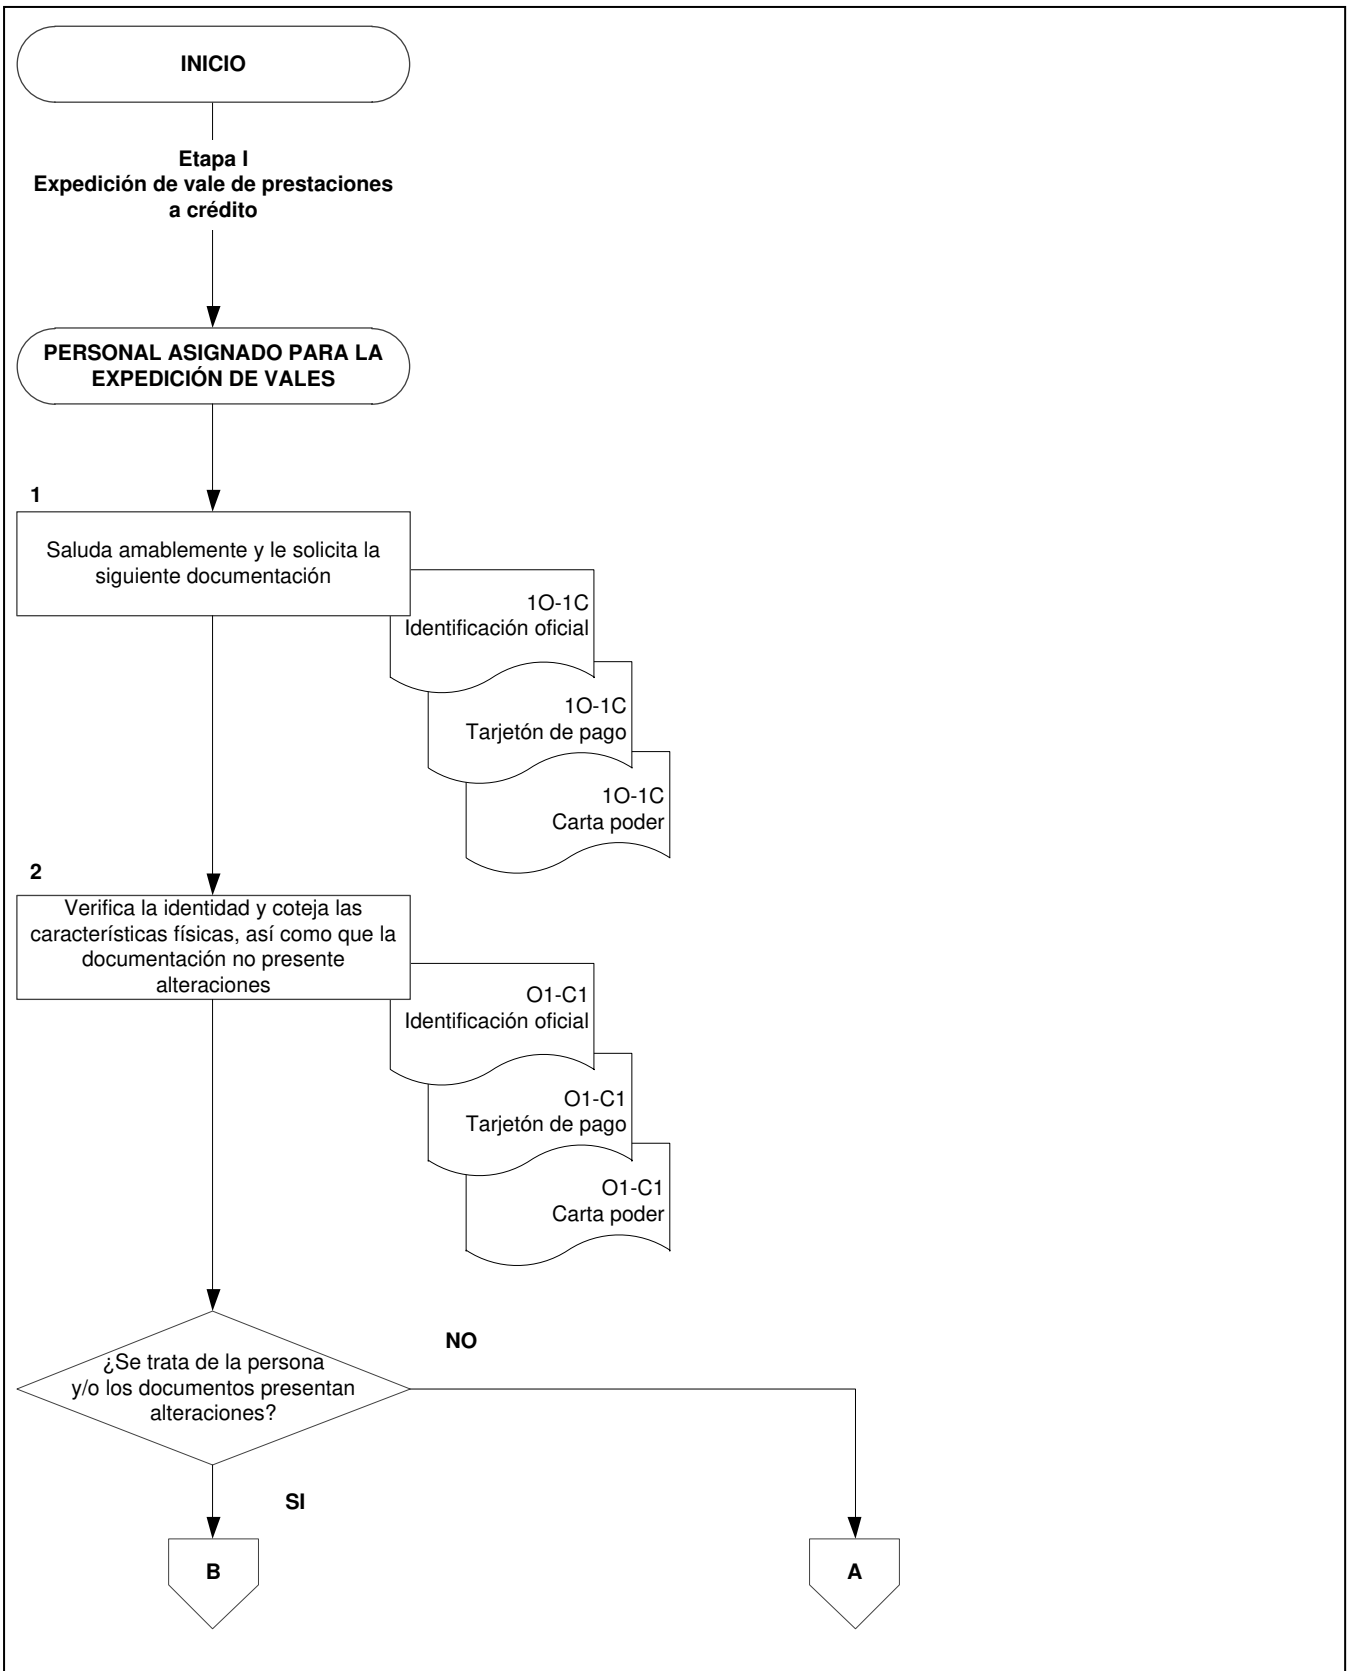 INICIO
Etapa I
Expedición de vale de prestaciones
a crédito
PERSONAL ASIGNADO PARA LA
EXPEDICIÓN DE VALES
1
Saluda amablemente y le solicita la
siguiente documentación
1O-1C
Identificación oficial
1O-1C
Tarjetón de pago
1O-1C
Carta poder
2
Verifica la identidad y coteja las
características físicas, así como que la
documentación no presente
alteraciones
O1-C1
Identificación oficial
O1-C1
Tarjetón de pago
O1-C1
Carta poder
NO
¿Se trata de la persona
y/o los documentos presentan
alteraciones?
SI
B
A